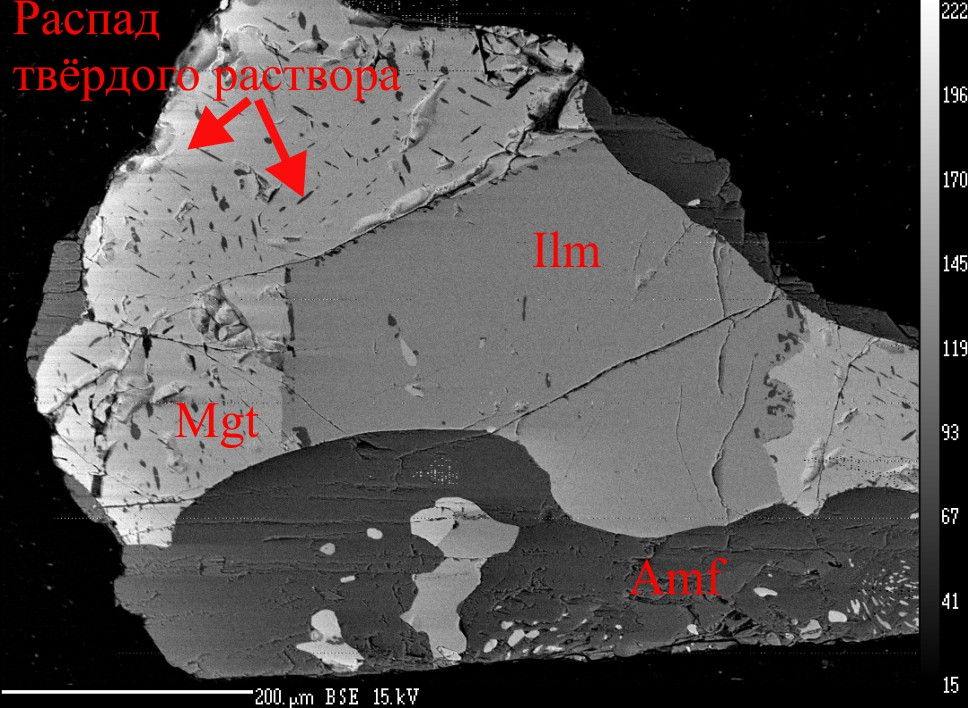 Распад
твёрдого раствора
Ilm
Mgt
Amf
222
196
170
145
119
93
67
41
15
200.μm BSE 15.kV